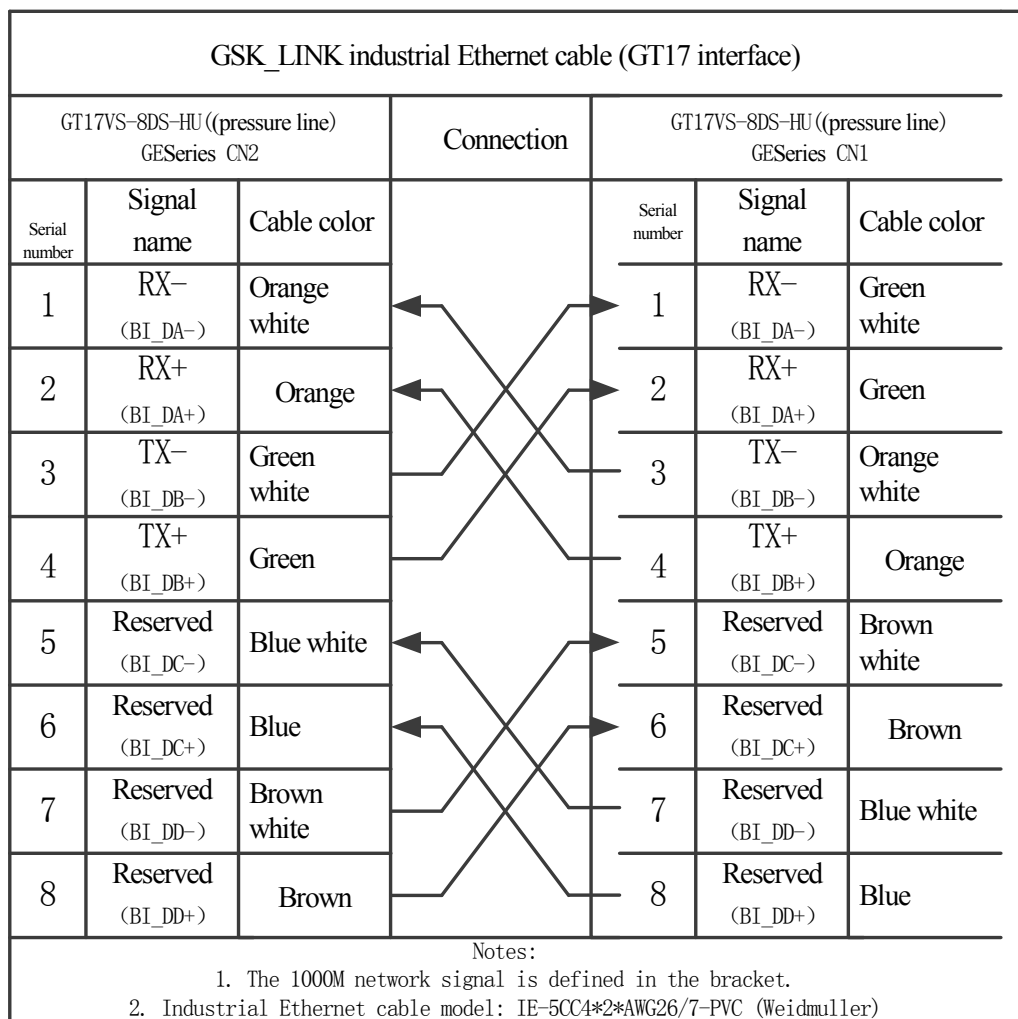 GSK_LINK industrial Ethernet cable (GT17 interface)
GT17VS-8DS-HU((pressure line)
GESeries CN2
Connection
GT17VS-8DS-HU((pressure line)
GESeries CN1
Serial
number
Signal
name
Cable color
Serial
number
Signal
name
Cable color
1
RX-
(BI_DA-)
Orange
white
1
RX-
(BI_DA-)
Green
white
2
RX+
(BI_DA+)
Orange
2
RX+
(BI_DA+)
Green
3
TX-
(BI_DB-)
Green
white
3
TX-
(BI_DB-)
Orange
white
4
TX+
(BI_DB+)
Green
4
TX+
(BI_DB+)
Orange
5
Reserved
(BI_DC-)
Blue white
5
Reserved
(BI_DC-)
Brown
white
6
Reserved
(BI_DC+)
Blue
6
Reserved
(BI_DC+)
Brown
7
Reserved
(BI_DD-)
Brown
white
7
Reserved
(BI_DD-)
Blue white
8
Reserved
(BI_DD+)
Brown
8
Reserved
(BI_DD+)
Blue
Notes:
1. The 1000M network signal is defined in the bracket.
2. Industrial Ethernet cable model: IE-5CC4*2*AWG26/7-PVC (Weidmuller)